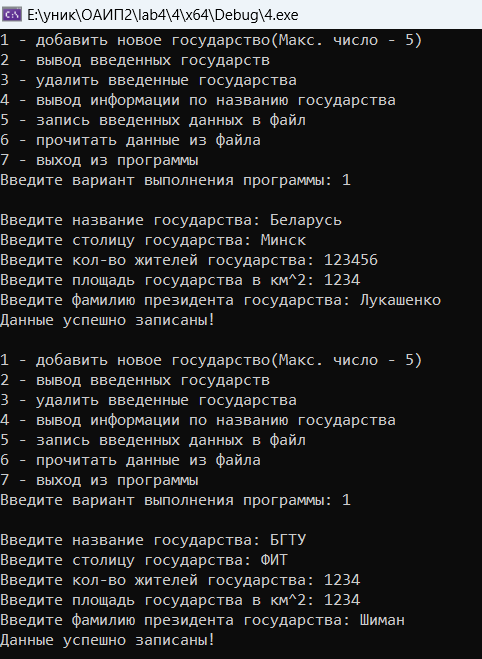 E:\уник\ОАИП2\lab4\4\x64\Debug\4.exe
1 - добавить новое государство(Макс. число - 5)
2 - вывод введенных государств
3 - удалить введенные государства
4 - вывод информации по названию государства
5 - запись введенных данных в файл
6 - прочитать данные из файла
7 - выход из программы
Введите вариант выполнения программы: 1
Введите название государства: Беларусь
Введите столицу государства: Минск
Введите кол-во жителей государства: 123456
Введите площадь государства в км^2: 1234
Введите фамилию президента государства: Лукашенко
Данные успешно записаны!
1 - добавить новое государство(Макс. число - 5)
2 - вывод введенных государств
3 - удалить введенные государства
4 - вывод информации по названию государства
5 - запись введенных данных в файл
6 - прочитать данные из файла
7 - выход из программы
Введите вариант выполнения программы: 1
Введите название государства: БГТУ
Введите столицу государства: ФИТ
Введите кол-во жителей государства: 1234
Введите площадь государства в км^2: 1234
Введите фамилию президента государства: Шиман
Данные успешно записаны!